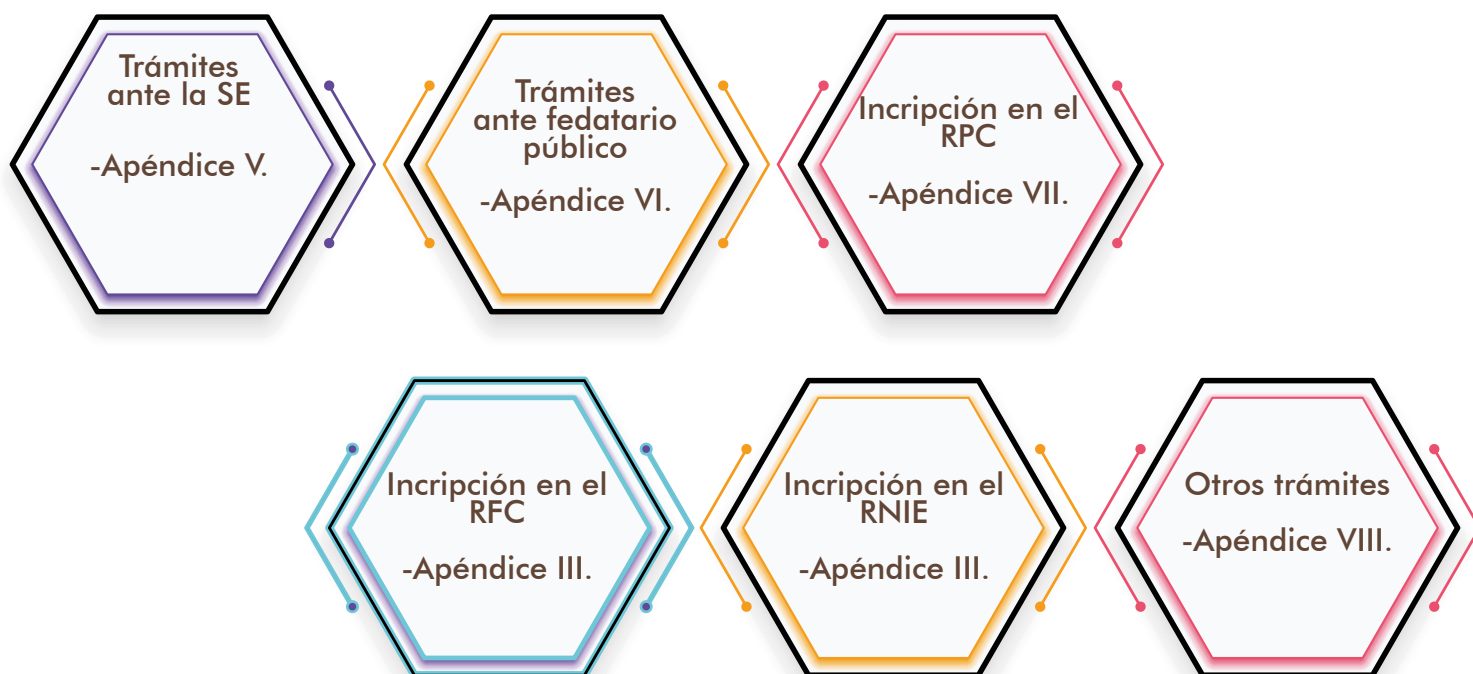 Trámites
ante la SE
-Apéndice V.
Trámites
ante fedatario
público
-Apéndice VI.
Incripción en el
RPC
-Apéndice VII.
Incripción en el
RFC
-Apéndice III.
Incripción en el
RNIE
-Apéndice III.
Otros trámites
-Apéndice VIII.